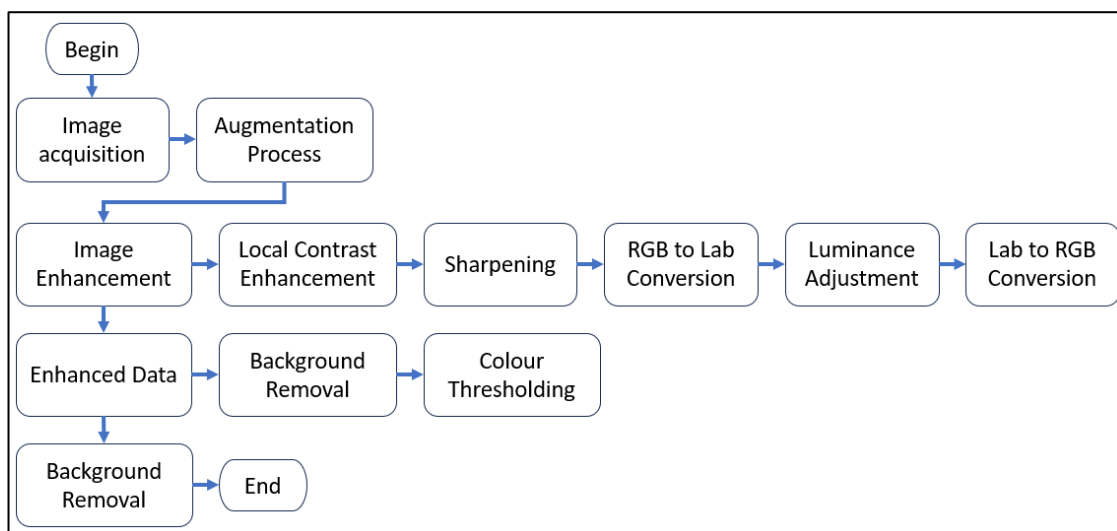 Begin
Image
acquisition
Augmentation
Process
Image
Enhancement
Local Contrast
Enhancement
Sharpening
RGB to Lab
Conversion
Luminance
Adjustment
Lab to RGB
Conversion
Enhanced Data
Background
Removal
Colour
Thresholding
Background
Removal
End